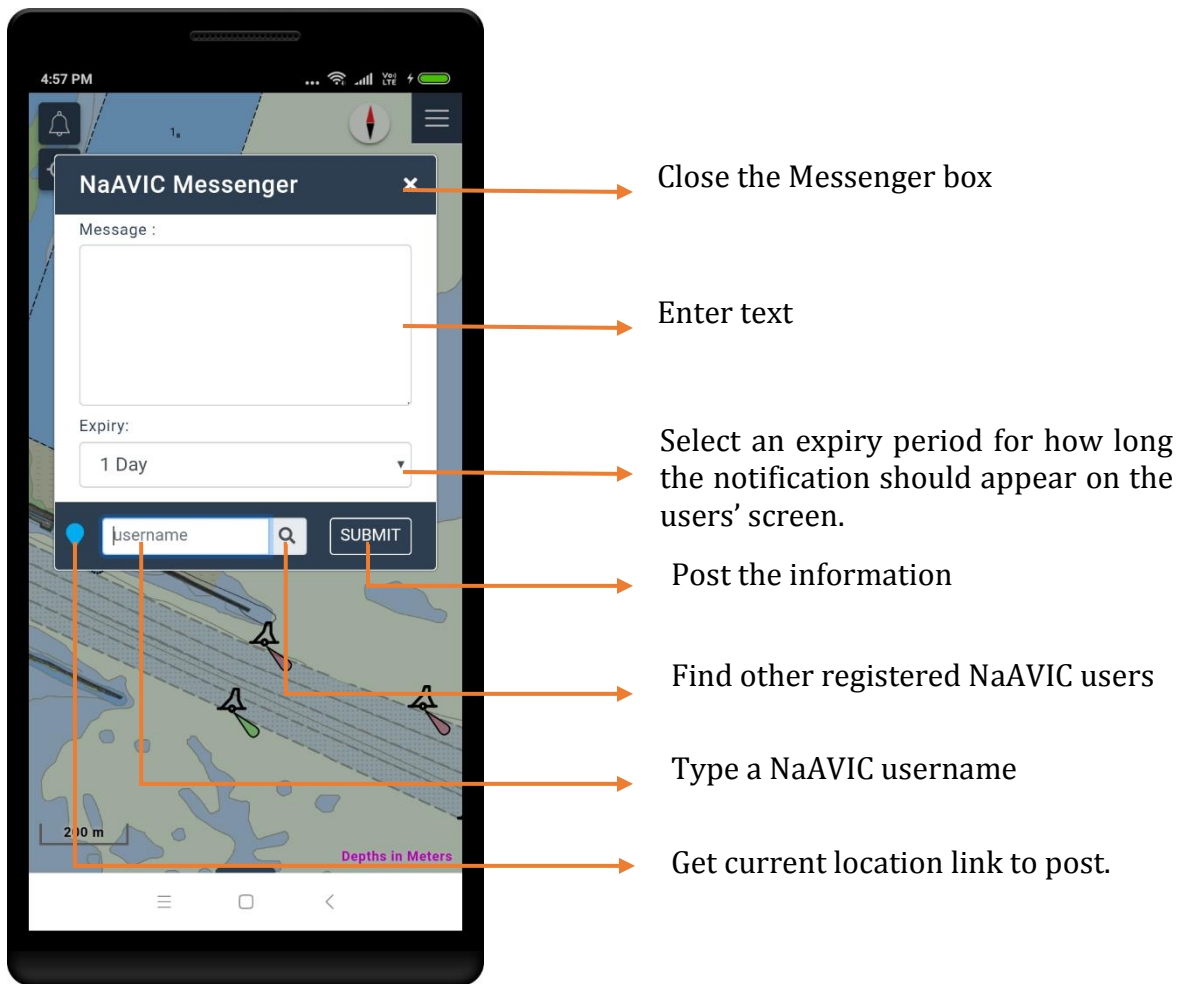 4:57 PM
... VoLTE
1₈
NaAVIC Messenger ×
Close the Messenger box
Message :
Enter text
Expiry:
1 Day
Select an expiry period for how long
the notification should appear on the
users’ screen.
username SUBMIT
Post the information
Find other registered NaAVIC users
Type a NaAVIC username
200 m
Depths in Meters
Get current location link to post.